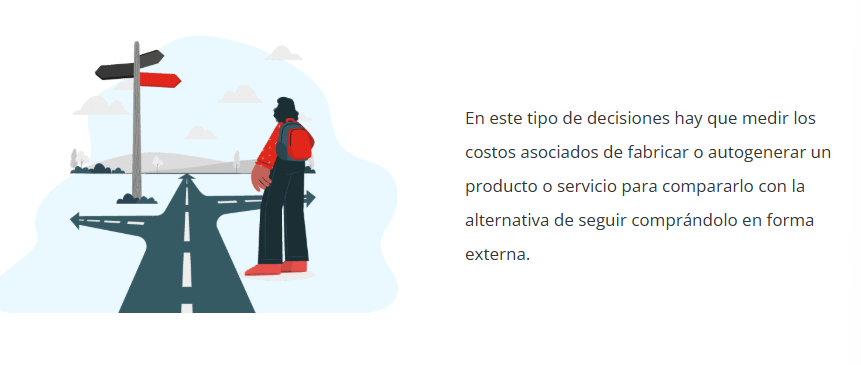 En este tipo de decisiones hay que medir los
costos asociados de fabricar o autogenerar un
producto o servicio para compararlo con la
alternativa de seguir comprándolo en forma
externa.